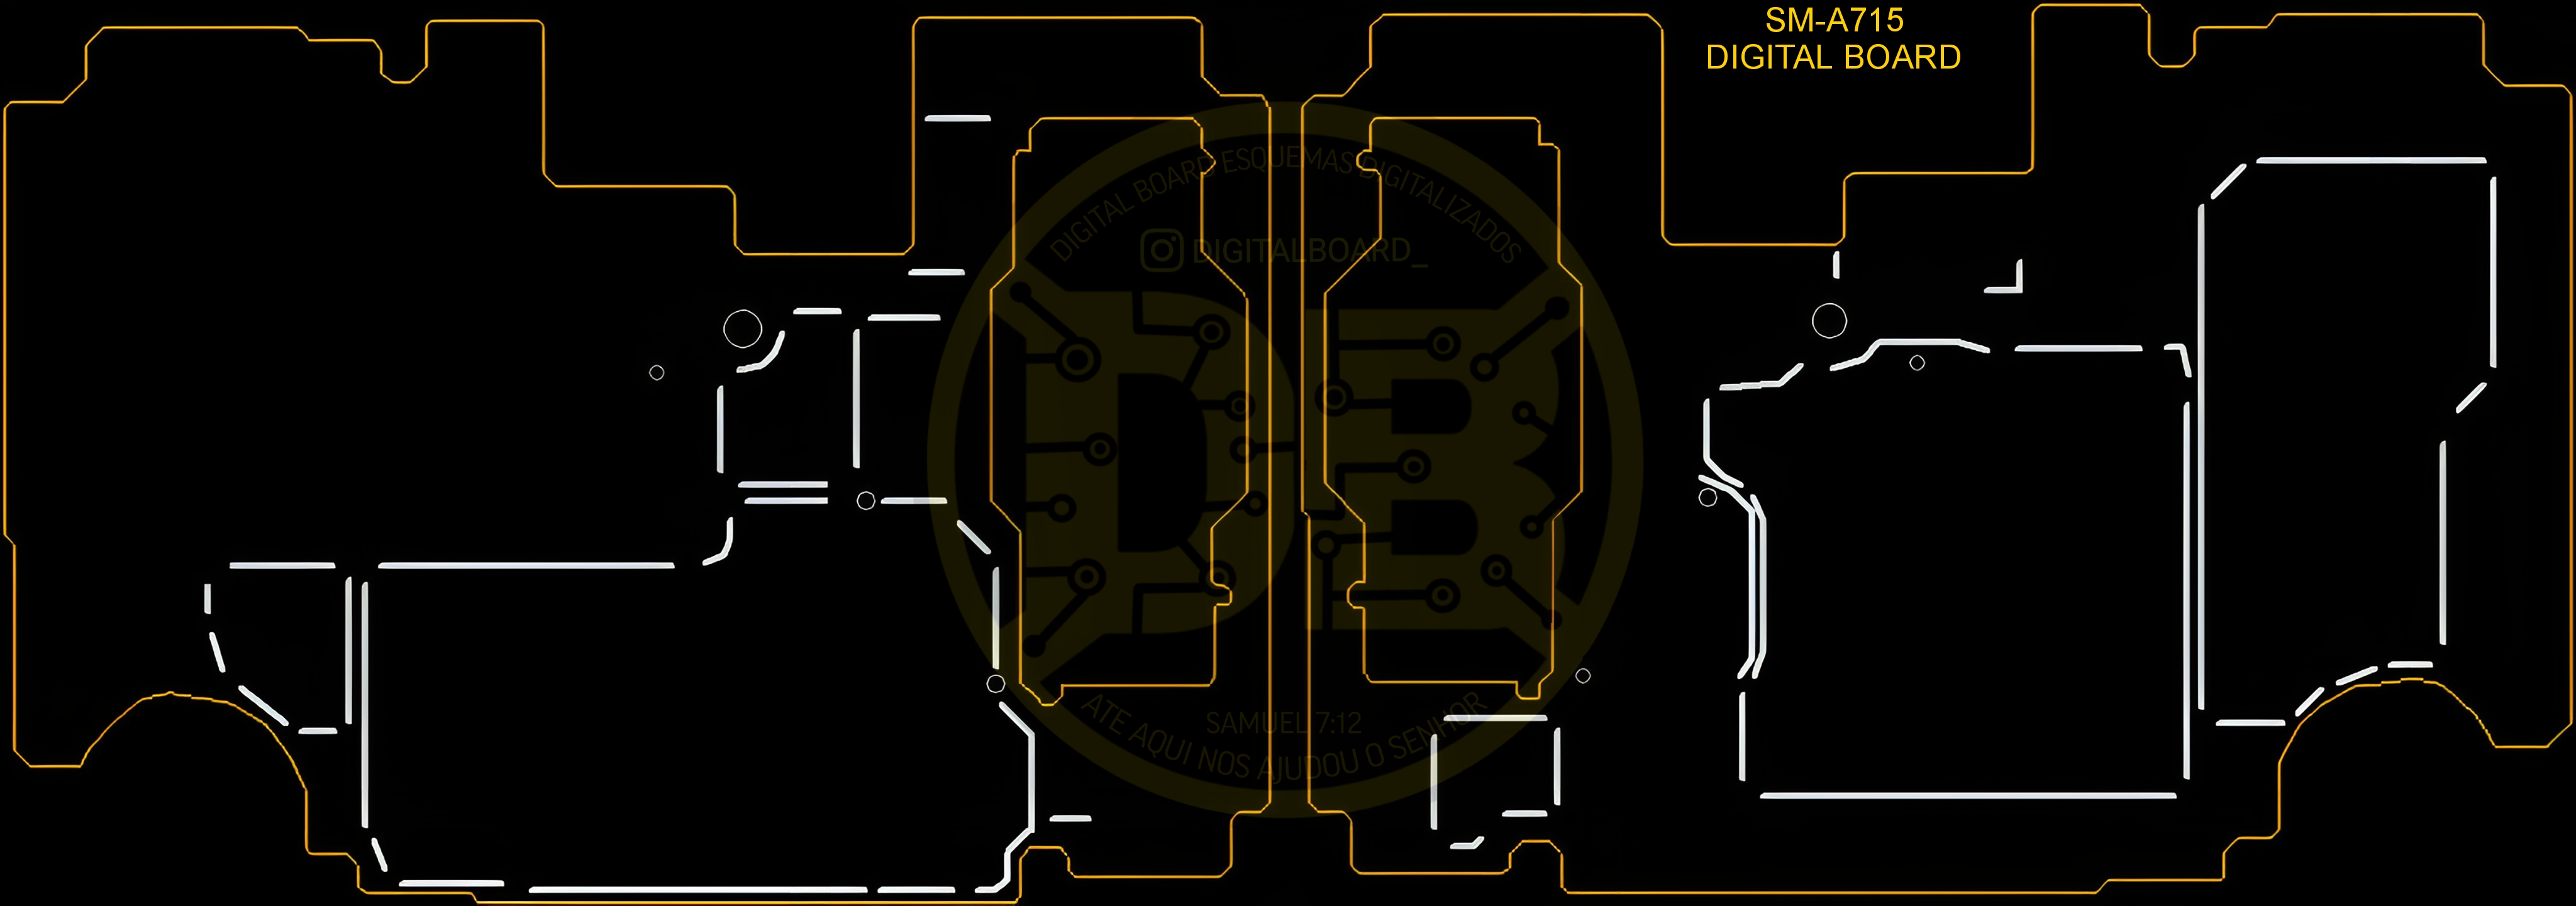 SM-A715
DIGITAL BOARD
DIGITAL BOARD ESQUEMAS DIGITALIZADOS
DIGITALBOARD_
DB
SAMUEL 7:12
ATE AQUI NOS AJUDOU O SENHOR